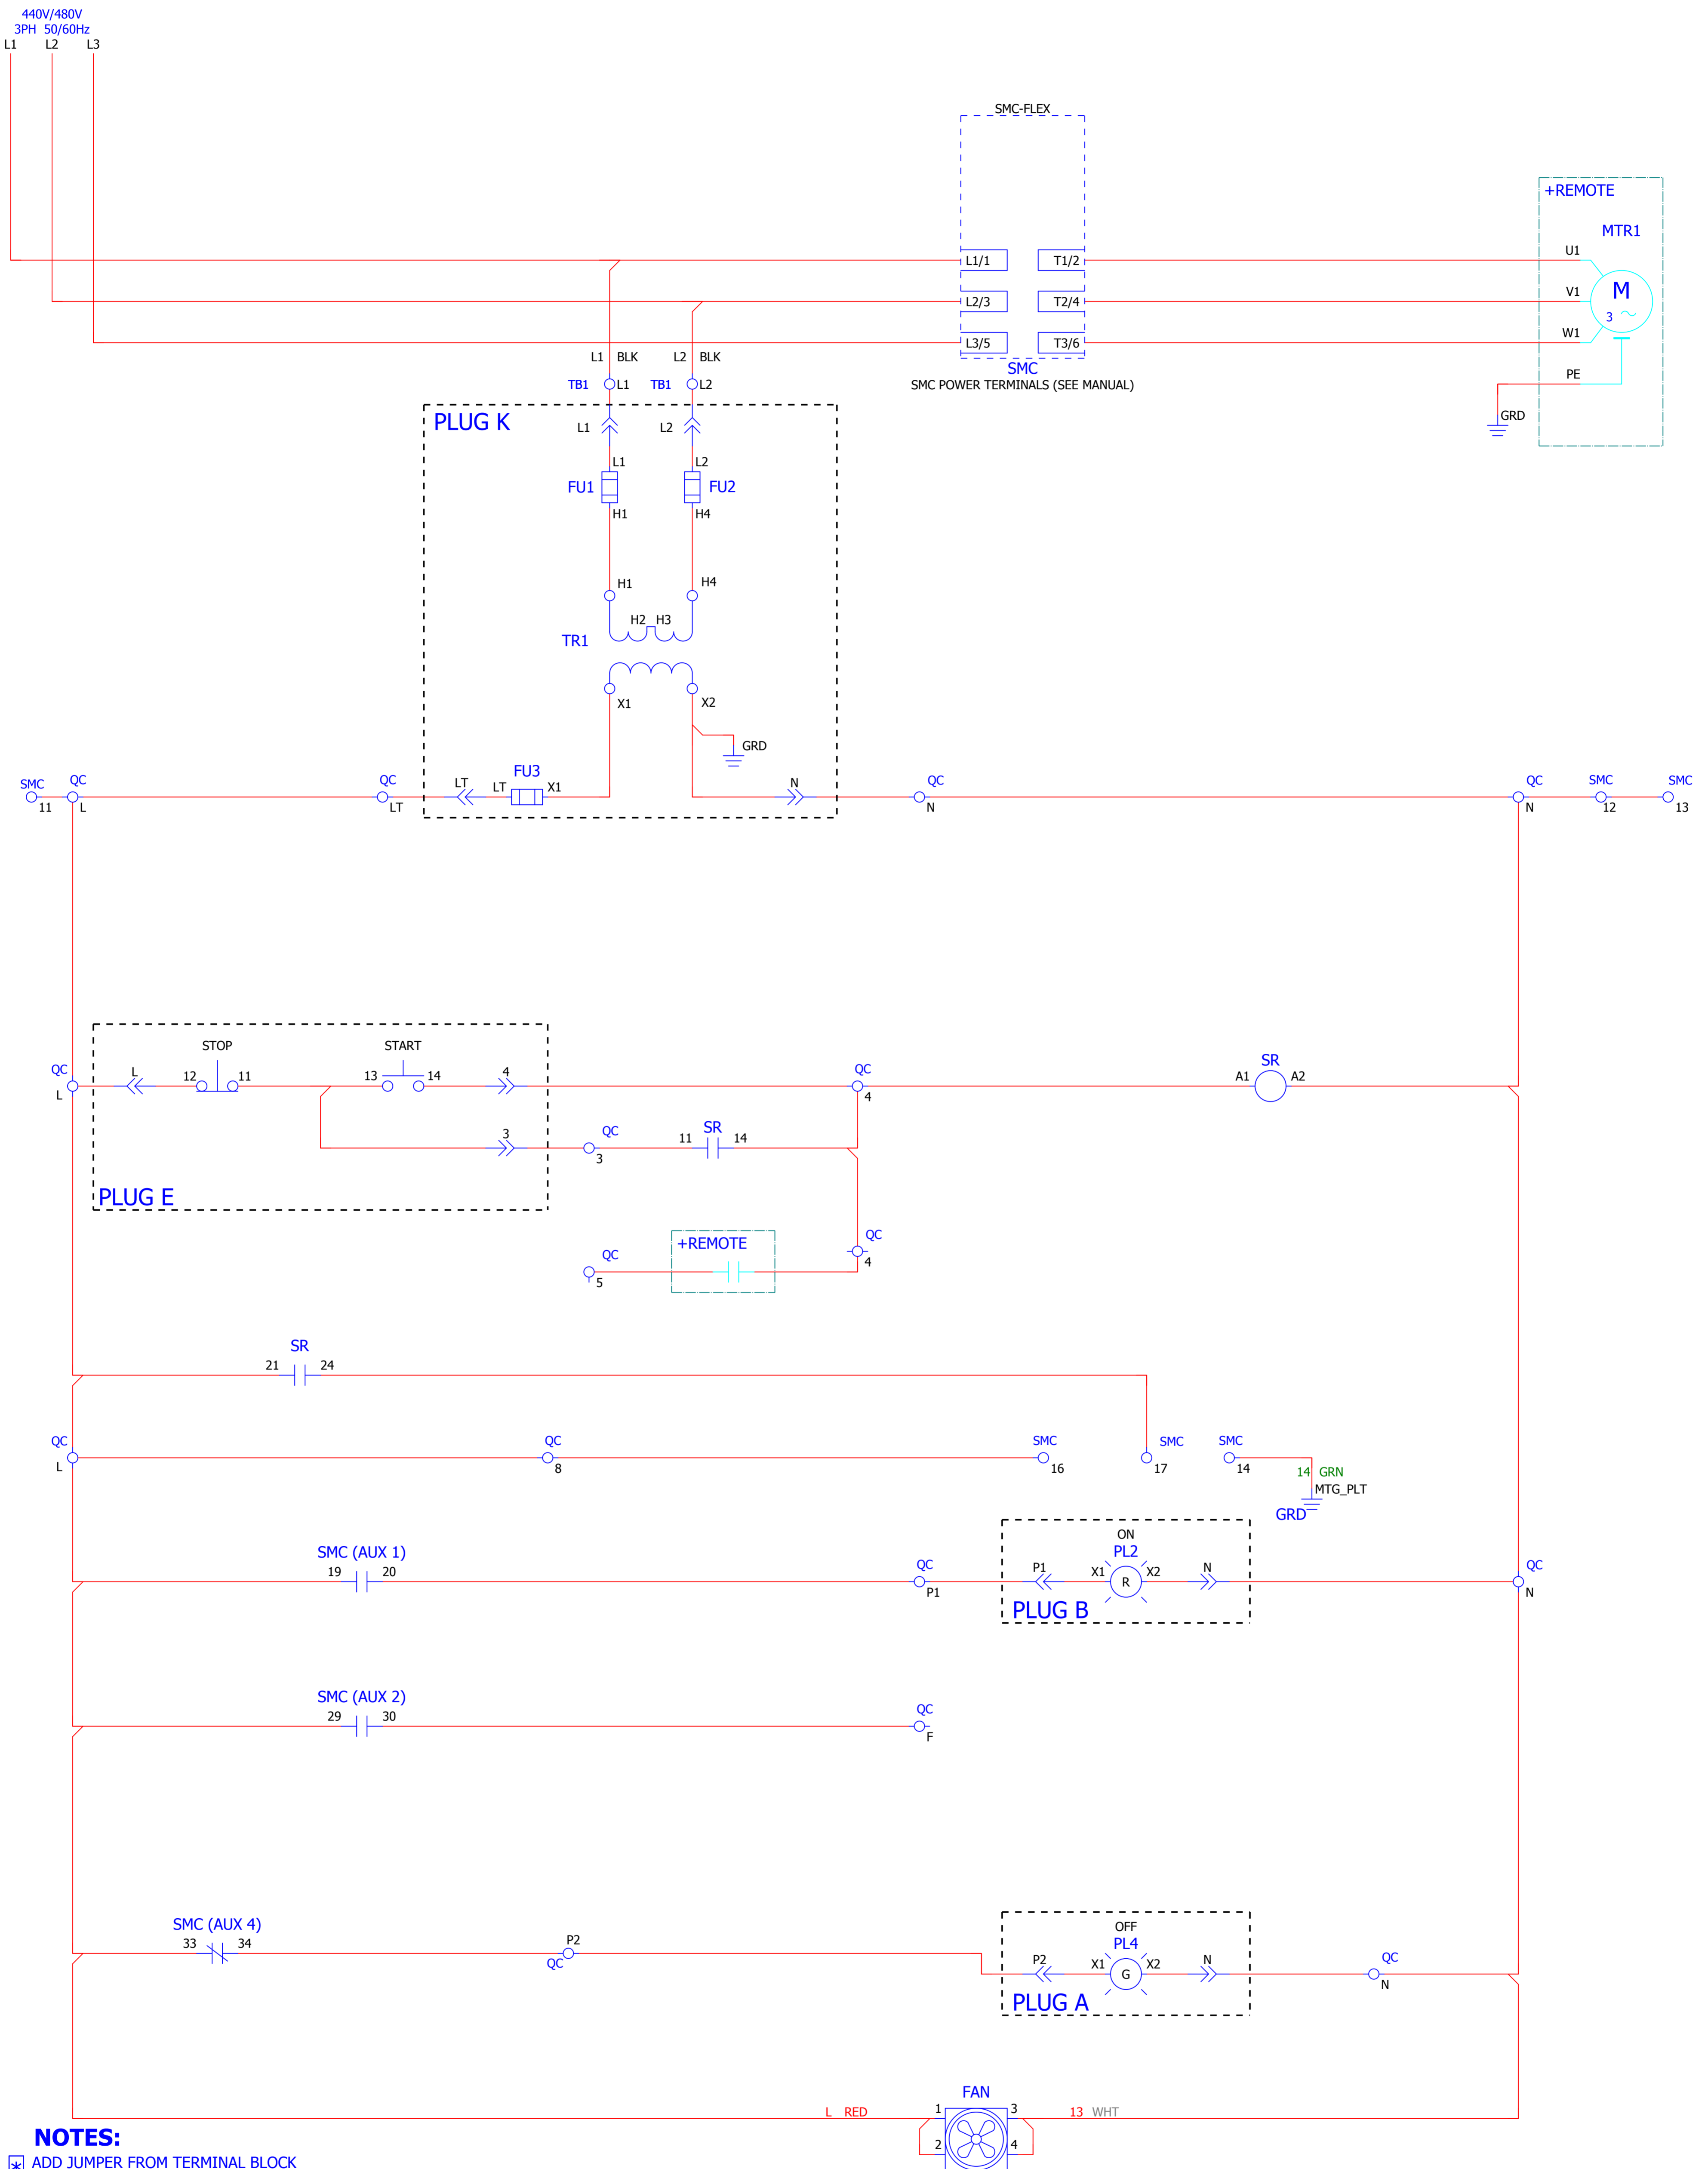 440V/480V
3PH 50/60Hz
L1 L2 L3
SMC-FLEX
+REMOTE
MTR1
L1/1 T1/2 U1
L2/3 T2/4 V1 M
3
L3/5 T3/6 W1
L1 BLK L2 BLK
SMC
SMC POWER TERMINALS (SEE MANUAL)
PE
TB1 L1 TB1 L2
GRD
PLUG K
L1 L2
L1 L2
FU1 FU2
H1 H4
H1 H4
H2 H3
TR1
X1 X2
GRD
FU3
SMC QC QC LT LT X1 N QC QC SMC SMC
11 L LT N N 12 13
STOP START
QC L 12 11 13 14 4 QC SR
A1 A2
L 4
3 QC 11 SR 14
3
PLUG E
QC +REMOTE QC
4
5
SR
21 24
QC QC SMC SMC SMC
L 8 16 17 14
14 GRN
MTG_PLT
GRD
ON
SMC (AUX 1) PL2
19 20 QC P1 X1 R X2 N QC
P1 N
PLUG B
SMC (AUX 2)
29 30 QC
F
SMC (AUX 4) OFF
33 34 P2 PL4
QC P2 X1 G X2 N QC
N
PLUG A
FAN
L RED 1 3 13 WHT
2 4
NOTES:
* ADD JUMPER FROM TERMINAL BLOCK